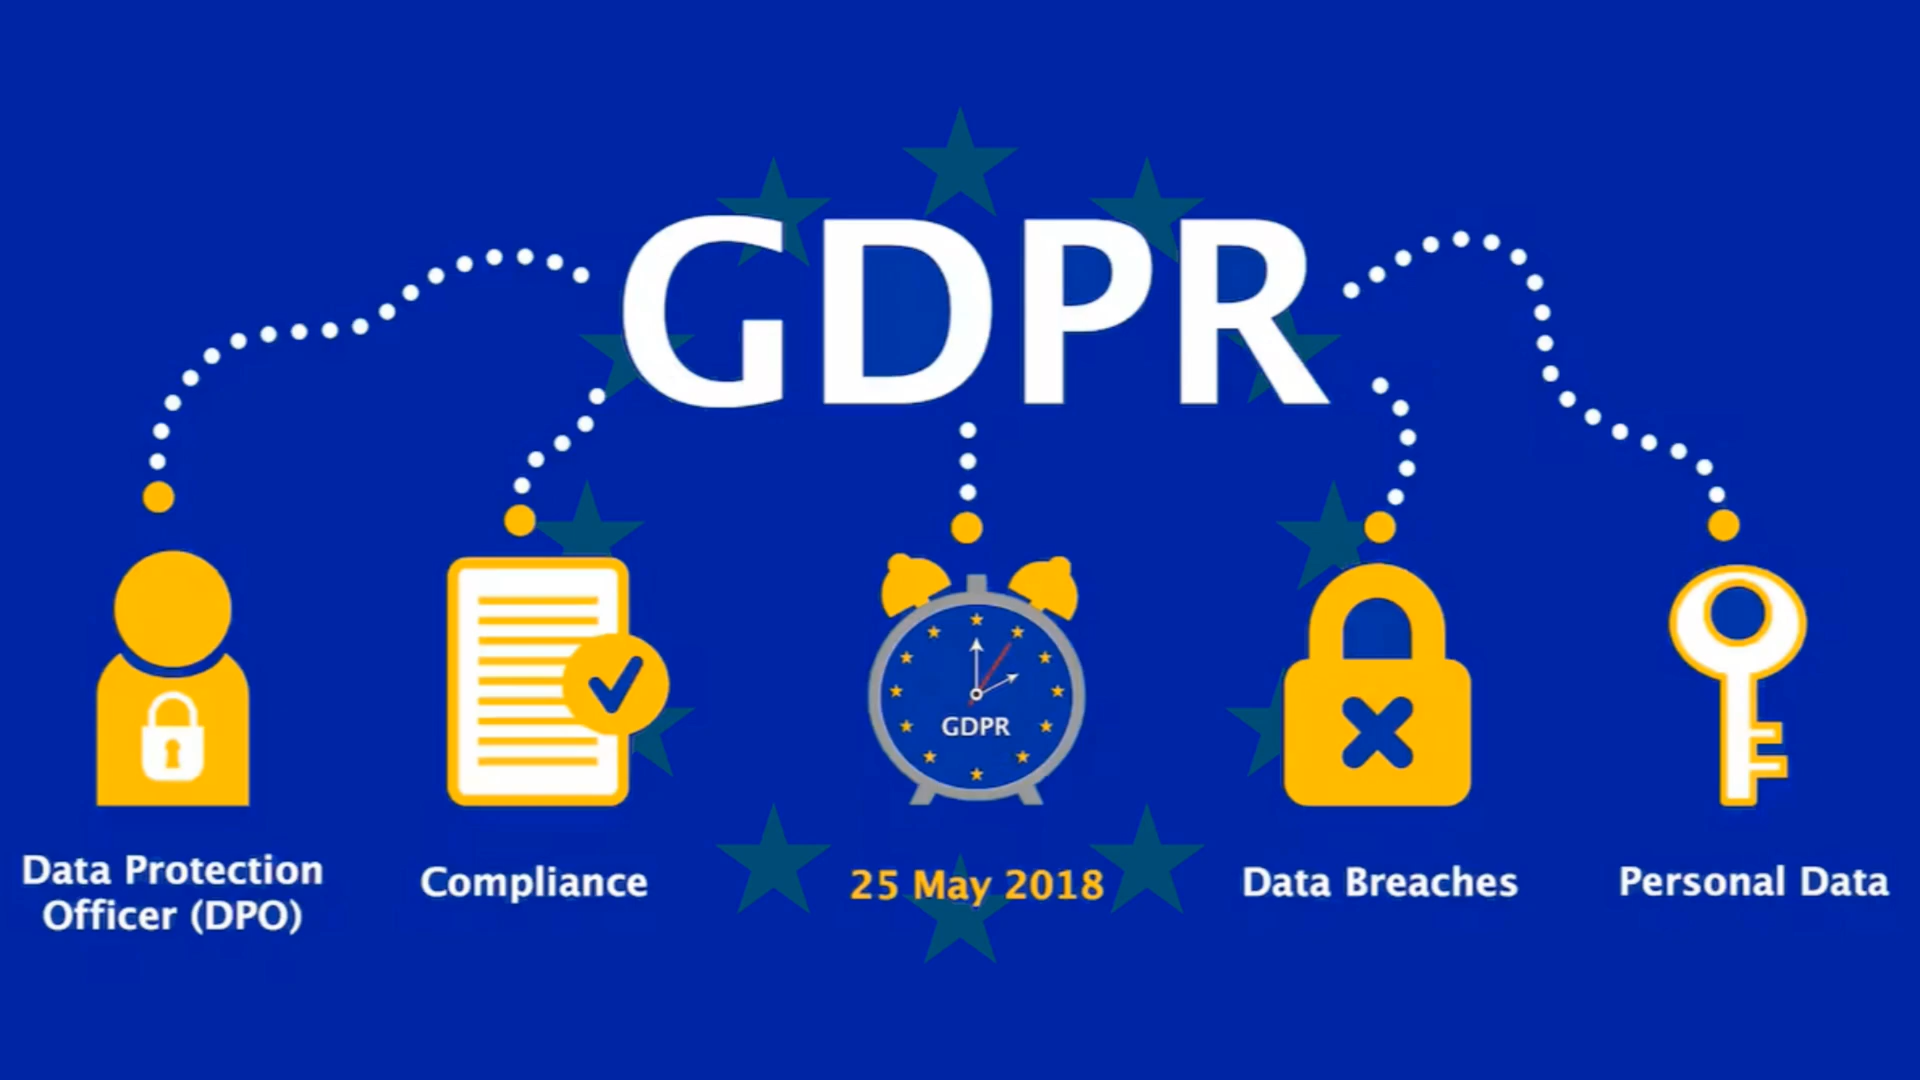 GDPR
GDPR
Data Protection
Officer (DPO)
Compliance
25 May 2018
Data Breaches
Personal Data